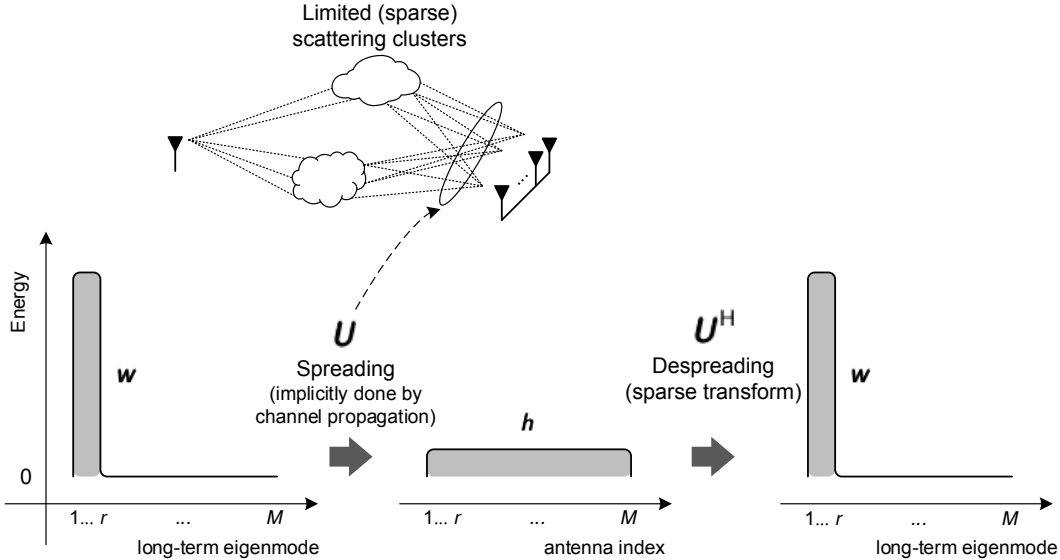 Limited (sparse)
scattering clusters
...
Energy
0
w
U
Spreading
(implicitly done by
channel propagation)
h
U^H
Despreading
(sparse transform)
w
1... r ... M
long-term eigenmode
1... r ... M
antenna index
1... r ... M
long-term eigenmode